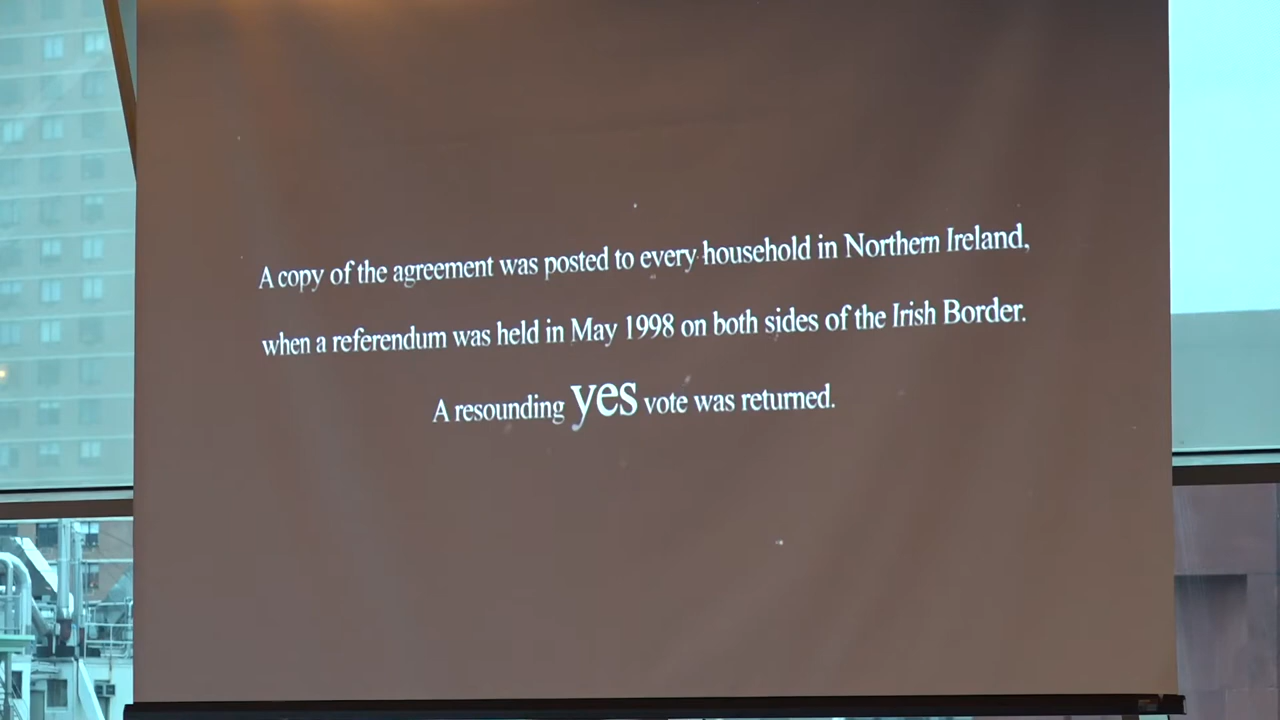 A copy of the agreement was posted to every household in Northern Ireland,
when a referendum was held in May 1998 on both sides of the Irish Border.
A resounding yes vote was returned.